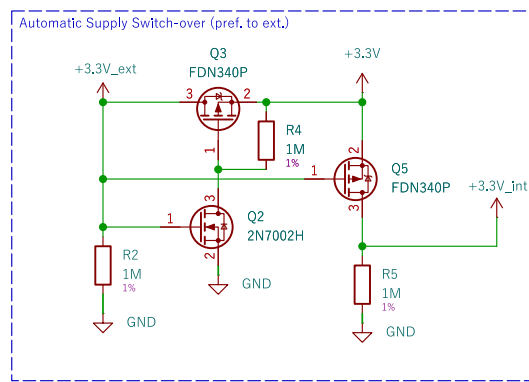 Automatic Supply Switch-over (pref. to ext.)
Q3
FDN340P
+3.3V_ext
+3.3V
3
2
1
R4
1M
1%
2
1
3
Q5
FDN340P
+3.3V_int
3
1
2
Q2
2N7002H
R2
1M
1%
GND
GND
R5
1M
1%
GND